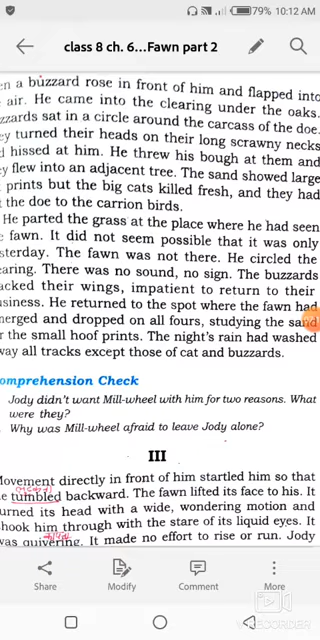 79% 10:12 AM
class 8 ch. 6...Fawn part 2
en a buzzard rose in front of him and flapped into
air. He came into the clearing under the oaks.
zzards sat in a circle around the carcass of the doe.
ey turned their heads on their long scrawny necks
d hissed at him. He threw his bough at them and
ey flew into an adjacent tree. The sand showed large
prints but the big cats killed fresh, and they had
t the doe to the carrion birds.
He parted the grass at the place where he had seen
e fawn. It did not seem possible that it was only
sterday. The fawn was not there. He circled the
earing. There was no sound, no sign. The buzzards
acked their wings, impatient to return to their
usiness. He returned to the spot where the fawn had
merged and dropped on all fours, studying the sand
r the small hoof prints. The night's rain had washed
way all tracks except those of cat and buzzards.
omprehension Check
Jody didn't want Mill-wheel with him for two reasons. What
were they?
Why was Mill-wheel afraid to leave Jody alone?
III
Movement directly in front of him startled him so that
e tumbled backward. The fawn lifted its face to his. It
urned its head with a wide, wondering motion and
hook him through with the stare of its liquid eyes. It
was quivering. It made no effort to rise or run. Jody
Share Modify Comment More
RECORDER